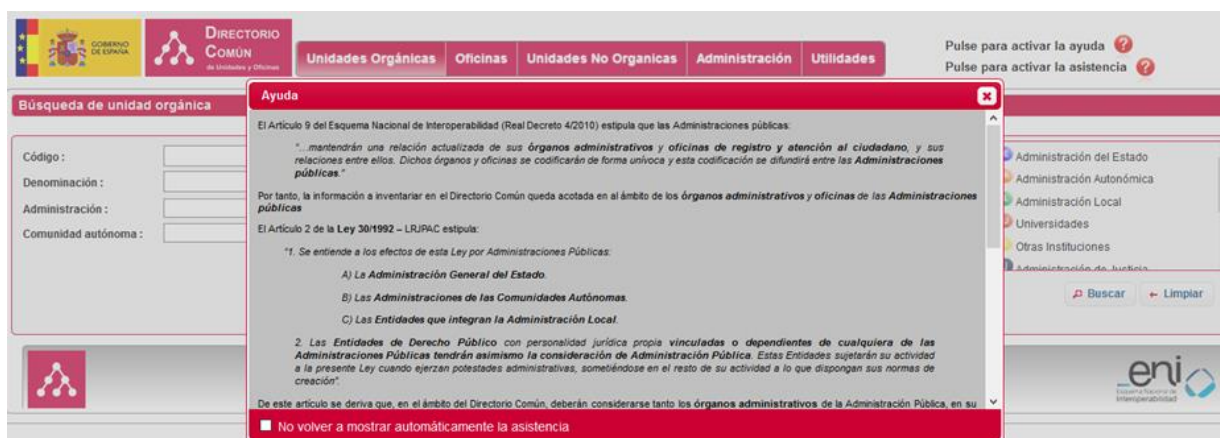 GOBIERNO
DE ESPAÑA
DIRECTORIO
COMÚN
de Unidades y Oficinas
Unidades Orgánicas Oficinas Unidades No Organicas Administración Utilidades
Pulse para activar la ayuda ?
Pulse para activar la asistencia ?
Búsqueda de unidad orgánica
Código :
Denominación :
Administración :
Comunidad autónoma :
Ayuda
El Artículo 9 del Esquema Nacional de Interoperabilidad (Real Decreto 4/2010) estipula que las Administraciones públicas:
"...mantendrán una relación actualizada de sus órganos administrativos y oficinas de registro y atención al ciudadano, y sus
relaciones entre ellos. Dichos órganos y oficinas se codificarán de forma unívoca y esta codificación se difundirá entre las Administraciones
públicas."
Por tanto, la información a inventariar en el Directorio Común queda acotada en al ámbito de los órganos administrativos y oficinas de las Administraciones
públicas
El Artículo 2 de la Ley 30/1992 – LRJPAC estipula:
"1. Se entiende a los efectos de esta Ley por Administraciones Públicas:
A) La Administración General del Estado.
B) Las Administraciones de las Comunidades Autónomas.
C) Las Entidades que integran la Administración Local.
2. Las Entidades de Derecho Público con personalidad jurídica propia vinculadas o dependientes de cualquiera de las
Administraciones Públicas tendrán asimismo la consideración de Administración Pública. Estas Entidades sujetarán su actividad
a la presente Ley cuando ejerzan potestades administrativas, sometiéndose en el resto de su actividad a lo que dispongan sus normas de
creación".
De este artículo se deriva que, en el ámbito del Directorio Común, deberán considerarse tanto los órganos administrativos de la Administración Pública, en su
No volver a mostrar automáticamente la asistencia
Administración del Estado
Administración Autonómica
Administración Local
Universidades
Otras Instituciones
Administración de Justicia
Buscar Limpiar
eni
Esquema Nacional de
Interoperabilidad